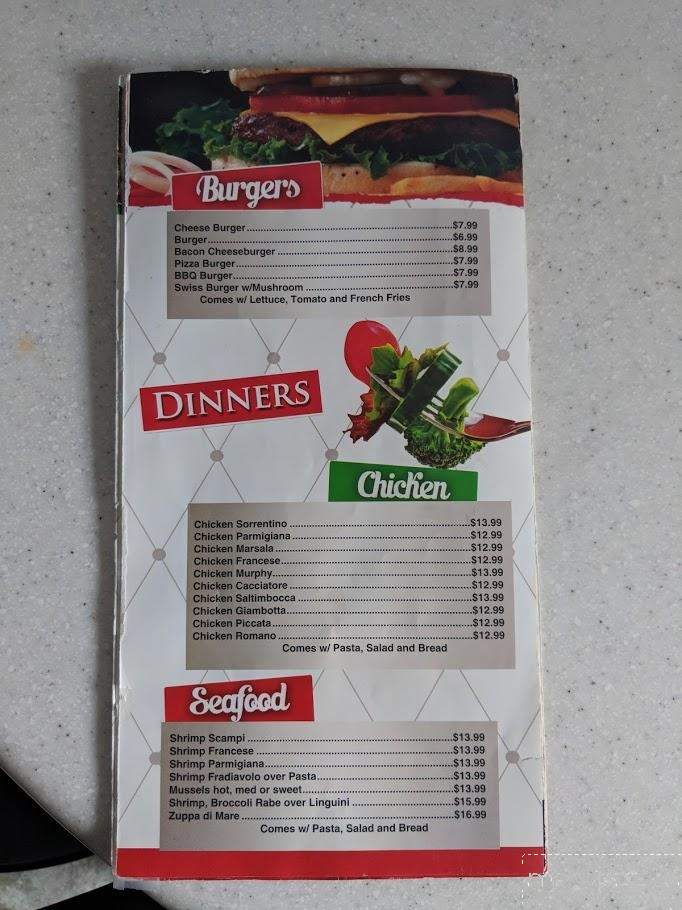 Burgers
Cheese Burger $7.99
Burger $6.99
Bacon Cheeseburger $8.99
Pizza Burger $7.99
BBQ Burger $7.99
Swiss Burger w/Mushroom $7.99
Comes w/ Lettuce, Tomato and French Fries
DINNERS
Chicken
Chicken Sorrentino $13.99
Chicken Parmigiana $12.99
Chicken Marsala $12.99
Chicken Francese $12.99
Chicken Murphy $13.99
Chicken Cacciatore $12.99
Chicken Saltimbocca $13.99
Chicken Giambotta $12.99
Chicken Piccata $12.99
Chicken Romano $12.99
Comes w/ Pasta, Salad and Bread
Seafood
Shrimp Scampi $13.99
Shrimp Francese $13.99
Shrimp Parmigiana $13.99
Shrimp Fradiavolo over Pasta $13.99
Mussels hot, med or sweet $13.99
Shrimp, Broccoli Rabe over Linguini $15.99
Zuppa di Mare $16.99
Comes w/ Pasta, Salad and Bread